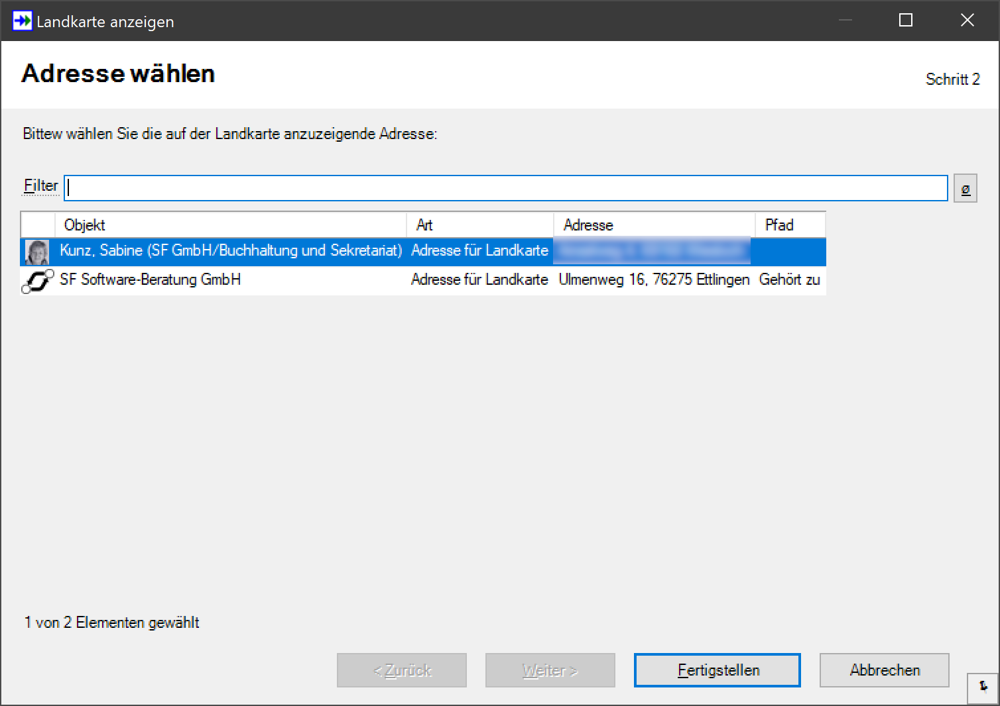 Landkarte anzeigen
Adresse wählen
Schritt 2
Bittew wählen Sie die auf der Landkarte anzuzeigende Adresse:
Filter
ø
Objekt Art Adresse Pfad
Kunz, Sabine (SF GmbH/Buchhaltung und Sekretariat) Adresse für Landkarte
SF Software-Beratung GmbH Adresse für Landkarte Ulmenweg 16, 76275 Ettlingen Gehört zu
1 von 2 Elementen gewählt
< Zurück Weiter > Fertigstellen Abbrechen